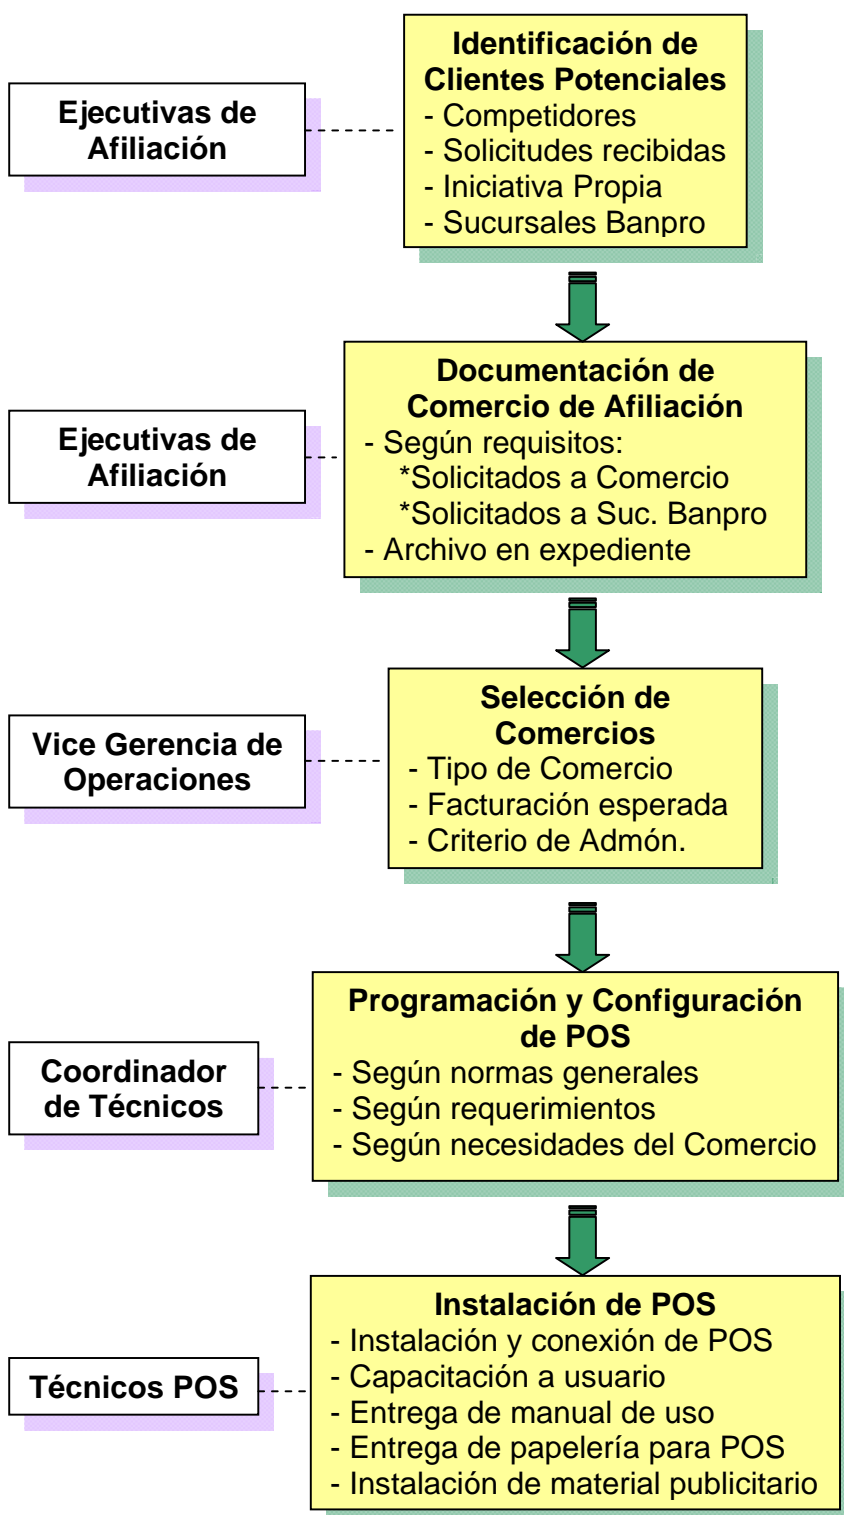 Identificación de
Clientes Potenciales
- Competidores
- Solicitudes recibidas
- Iniciativa Propia
- Sucursales Banpro
Ejecutivas de
Afiliación
Documentación de
Comercio de Afiliación
- Según requisitos:
*Solicitados a Comercio
*Solicitados a Suc. Banpro
- Archivo en expediente
Ejecutivas de
Afiliación
Selección de
Comercios
- Tipo de Comercio
- Facturación esperada
- Criterio de Admón.
Vice Gerencia de
Operaciones
Programación y Configuración
de POS
- Según normas generales
- Según requerimientos
- Según necesidades del Comercio
Coordinador
de Técnicos
Instalación de POS
- Instalación y conexión de POS
- Capacitación a usuario
- Entrega de manual de uso
- Entrega de papelería para POS
- Instalación de material publicitario
Técnicos POS